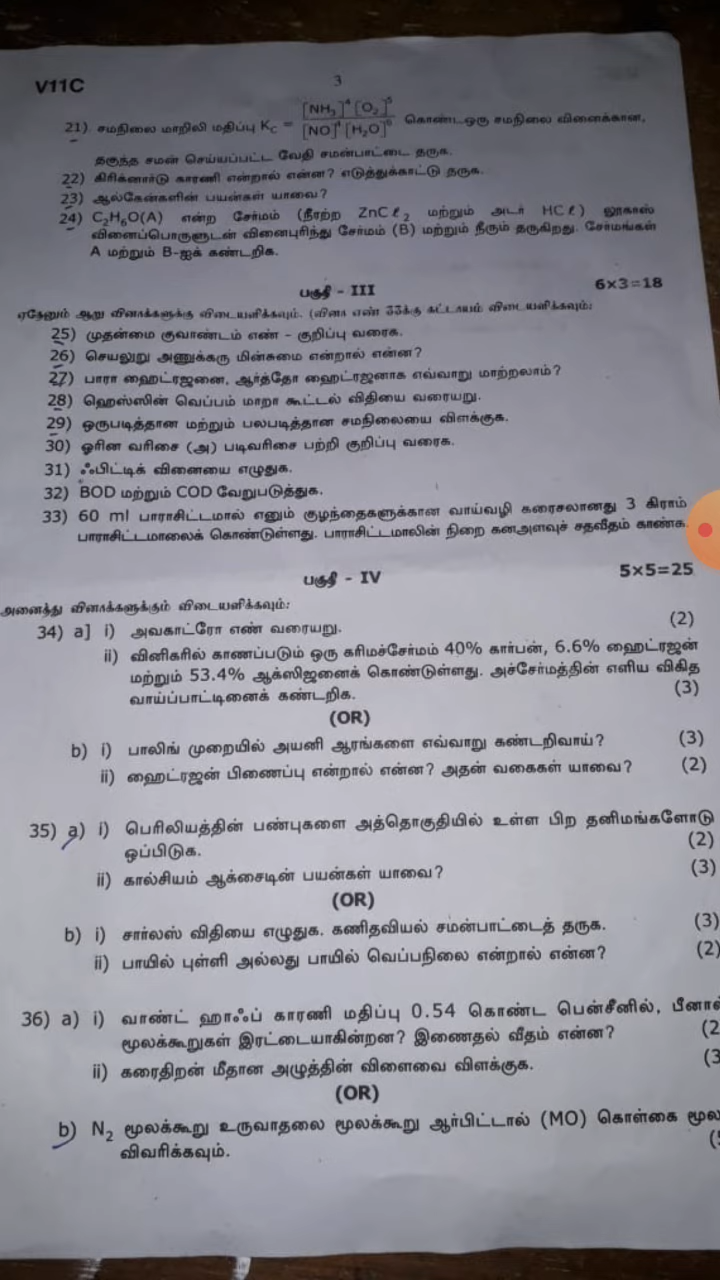 V11C
3
21) சமநிலை மாறிலி மதிப்பு K_C = [NH₃]⁴ [O₂]⁵ / [NO]⁴ [H₂O]⁶ கொண்ட ஒரு சமநிலை வினைக்கான,
தகுந்த சமன் செய்யப்பட்ட வேதி சமன்பாட்டை தருக.
22) கிரிக்னார்டு காரணி என்றால் என்ன? எடுத்துக்காட்டு தருக.
23) ஆல்கேன்களின் பயன்கள் யாவை?
24) C₂H₆O(A) என்ற சேர்மம் (நீரற்ற ZnCℓ₂ மற்றும் அடர் HCℓ) லூகாஸ்
வினைப்பொருளுடன் வினைபுரிந்து சேர்மம் (B) மற்றும் நீரும் தருகிறது. சேர்மங்கள்
A மற்றும் B-ஐக் கண்டறிக.
பகுதி - III
6×3=18
ஏதேனும் ஆறு வினாக்களுக்கு விடையளிக்கவும். (வினா எண் 33க்கு கட்டாயம் விடையளிக்கவும்:
25) முதன்மை குவாண்டம் எண் - குறிப்பு வரைக.
26) செயலுறு அணுக்கரு மின்சுமை என்றால் என்ன?
27) பாரா ஹைட்ரஜனை, ஆர்த்தோ ஹைட்ரஜனாக எவ்வாறு மாற்றலாம்?
28) ஹெஸ்ஸின் வெப்பம் மாறா கூட்டல் விதியை வரையறு.
29) ஒருபடித்தான மற்றும் பலபடித்தான சமநிலையை விளக்குக.
30) ஓரின வரிசை (அ) படிவரிசை பற்றி குறிப்பு வரைக.
31) ஃபிட்டிக் வினையை எழுதுக.
32) BOD மற்றும் COD வேறுபடுத்துக.
33) 60 ml பாராசிட்டமால் எனும் குழந்தைகளுக்கான வாய்வழி கரைசலானது 3 கிராம்
பாராசிட்டமாலைக் கொண்டுள்ளது. பாராசிட்டமாலின் நிறை கனஅளவுச் சதவீதம் காண்க.
பகுதி - IV
5×5=25
அனைத்து வினாக்களுக்கும் விடையளிக்கவும்:
34) a] i) அவகாட்ரோ எண் வரையறு. (2)
ii) வினிகரில் காணப்படும் ஒரு கரிமச்சேர்மம் 40% கார்பன், 6.6% ஹைட்ரஜன்
மற்றும் 53.4% ஆக்ஸிஜனைக் கொண்டுள்ளது. அச்சேர்மத்தின் எளிய விகித
வாய்ப்பாட்டினைக் கண்டறிக. (3)
(OR)
b) i) பாலிங் முறையில் அயனி ஆரங்களை எவ்வாறு கண்டறிவாய்? (3)
ii) ஹைட்ரஜன் பிணைப்பு என்றால் என்ன? அதன் வகைகள் யாவை? (2)
35) a) i) பெரிலியத்தின் பண்புகளை அத்தொகுதியில் உள்ள பிற தனிமங்களோடு
ஒப்பிடுக. (2)
ii) கால்சியம் ஆக்சைடின் பயன்கள் யாவை? (3)
(OR)
b) i) சார்லஸ் விதியை எழுதுக. கணிதவியல் சமன்பாட்டைத் தருக. (3)
ii) பாயில் புள்ளி அல்லது பாயில் வெப்பநிலை என்றால் என்ன? (2)
36) a) i) வாண்ட் ஹாஃப் காரணி மதிப்பு 0.54 கொண்ட பென்சீனில், பீனால்
மூலக்கூறுகள் இரட்டையாகின்றன? இணைதல் வீதம் என்ன? (2
ii) கரைதிறன் மீதான அழுத்தின் விளைவை விளக்குக. (3
(OR)
b) N₂ மூலக்கூறு உருவாதலை மூலக்கூறு ஆர்பிட்டால் (MO) கொள்கை மூல
விவரிக்கவும்.